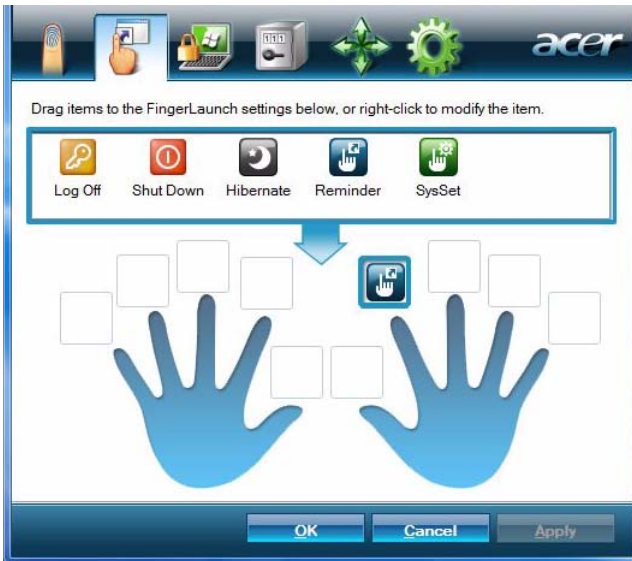 acer
Drag items to the FingerLaunch settings below, or right-click to modify the item.
Log Off Shut Down Hibernate Reminder SysSet
OK Cancel Apply